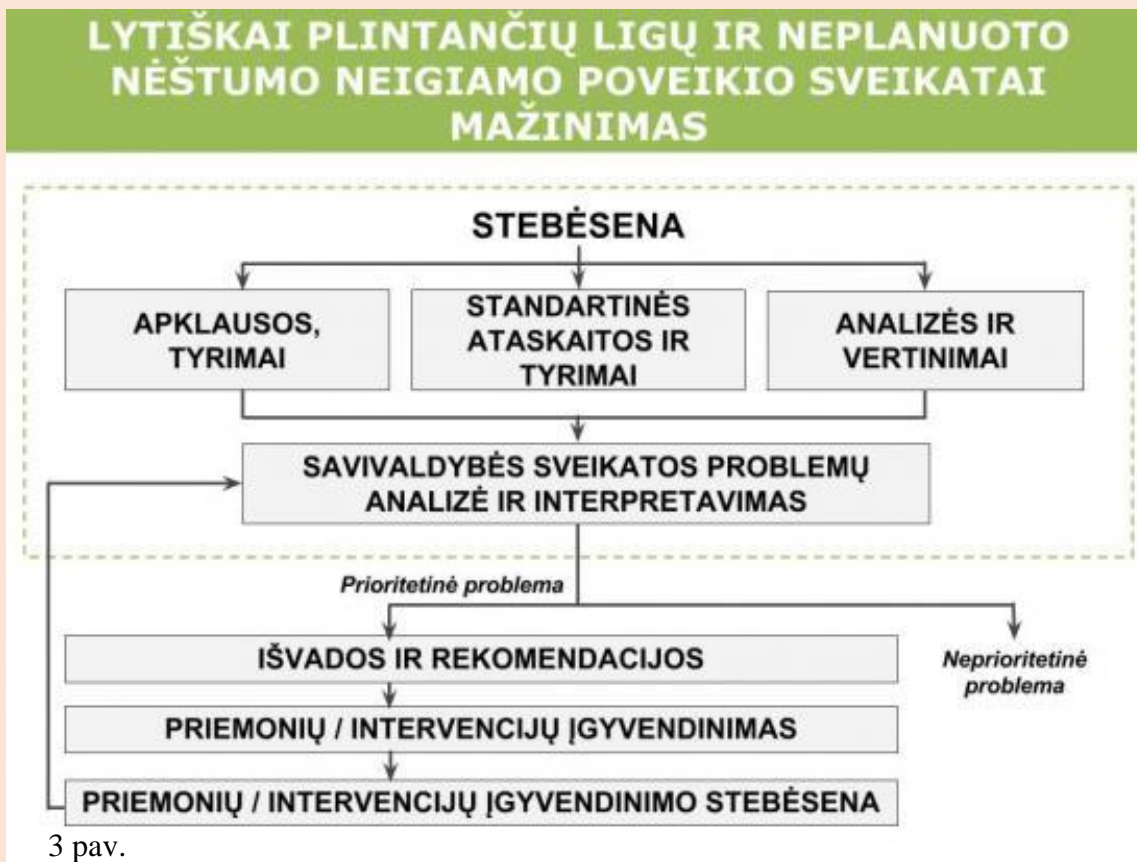 LYTIŠKAI PLINTANČIŲ LIGŲ IR NEPLANUOTO
NĖŠTUMO NEIGIAMO POVEIKIO SVEIKATAI
MAŽINIMAS
STEBĖSENA
APKLAUSOS,
TYRIMAI
STANDARTINĖS
ATASKAITOS IR
TYRIMAI
ANALIZĖS IR
VERTINIMAI
SAVIVALDYBĖS SVEIKATOS PROBLEMŲ
ANALIZĖ IR INTERPRETAVIMAS
Prioritetinė problema
IŠVADOS IR REKOMENDACIJOS
Neprioritetinė
problema
PRIEMONIŲ / INTERVENCIJŲ ĮGYVENDINIMAS
PRIEMONIŲ / INTERVENCIJŲ ĮGYVENDINIMO STEBĖSENA
3 pav.